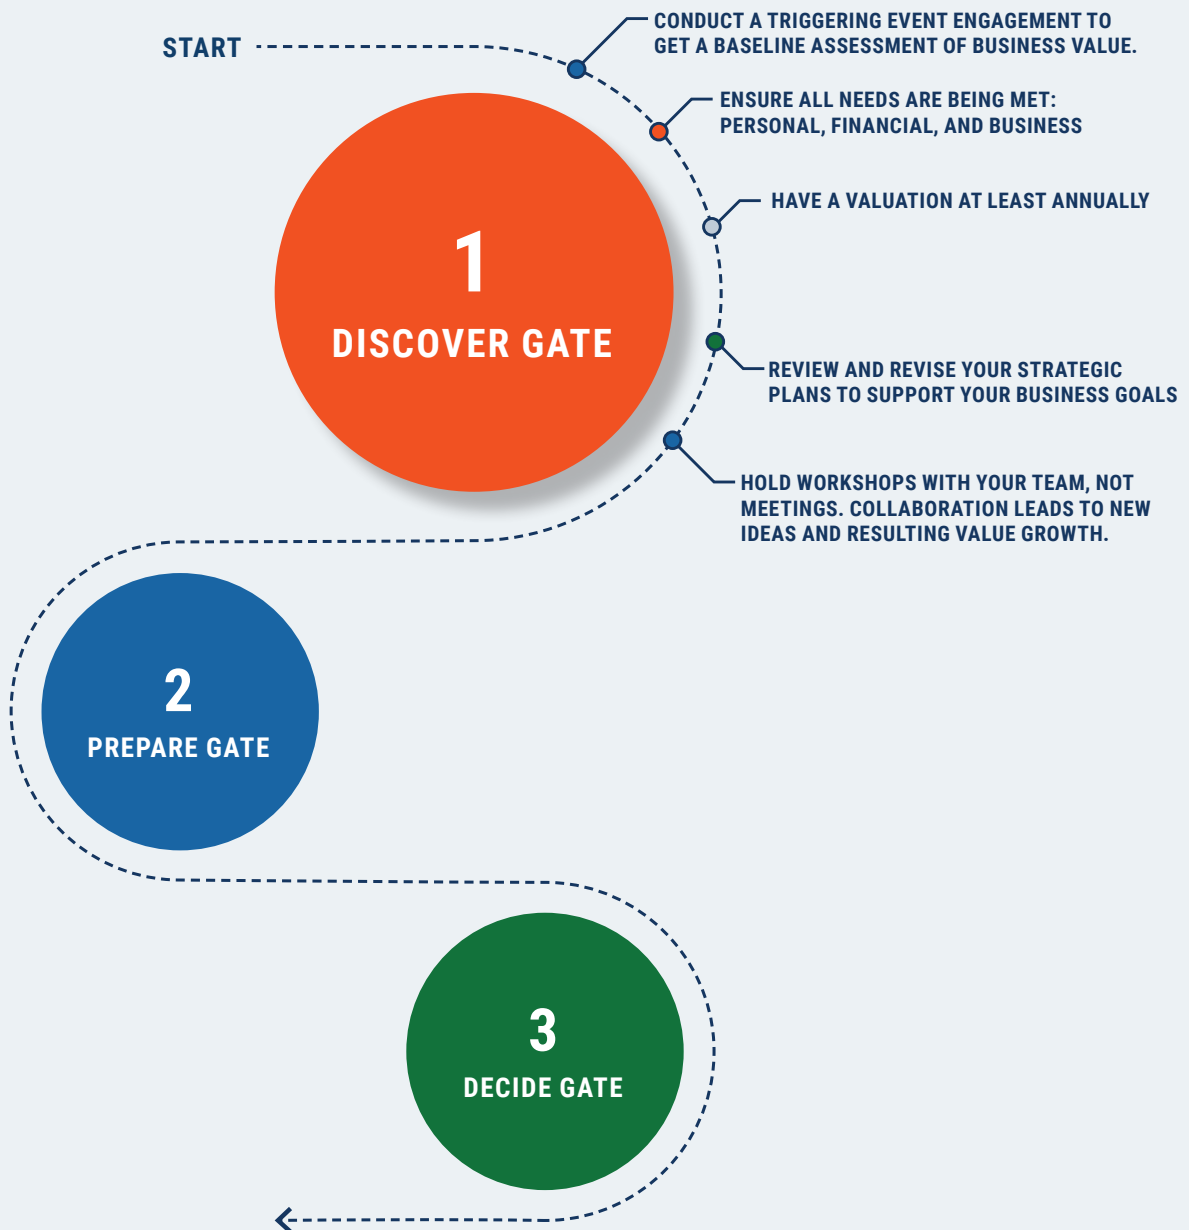 START
CONDUCT A TRIGGERING EVENT ENGAGEMENT TO
GET A BASELINE ASSESSMENT OF BUSINESS VALUE.
ENSURE ALL NEEDS ARE BEING MET:
PERSONAL, FINANCIAL, AND BUSINESS
HAVE A VALUATION AT LEAST ANNUALLY
1
DISCOVER GATE
REVIEW AND REVISE YOUR STRATEGIC
PLANS TO SUPPORT YOUR BUSINESS GOALS
HOLD WORKSHOPS WITH YOUR TEAM, NOT
MEETINGS. COLLABORATION LEADS TO NEW
IDEAS AND RESULTING VALUE GROWTH.
2
PREPARE GATE
3
DECIDE GATE